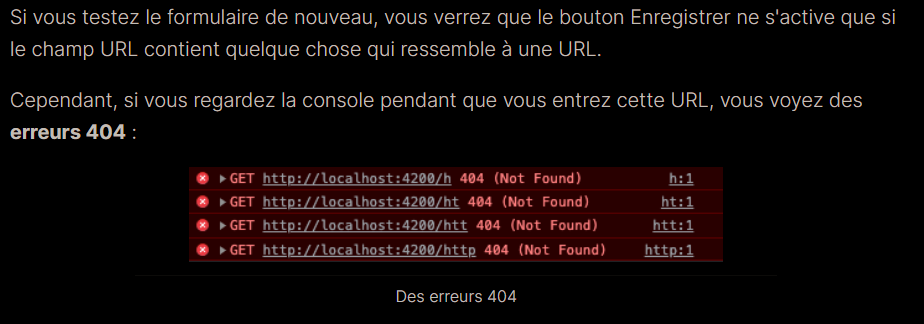 Si vous testez le formulaire de nouveau, vous verrez que le bouton Enregistrer ne s'active que si
le champ URL contient quelque chose qui ressemble à une URL.
Cependant, si vous regardez la console pendant que vous entrez cette URL, vous voyez des
erreurs 404 :
GET http://localhost:4200/h 404 (Not Found) h:1
GET http://localhost:4200/ht 404 (Not Found) ht:1
GET http://localhost:4200/htt 404 (Not Found) htt:1
GET http://localhost:4200/http 404 (Not Found) http:1
Des erreurs 404